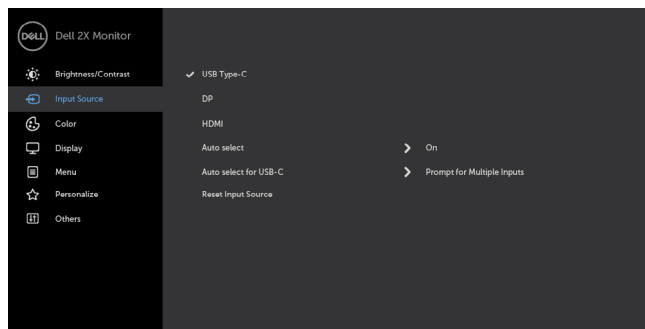 DELL Dell 2X Monitor
Brightness/Contrast USB Type-C
Input Source DP
Color HDMI
Display Auto select On
Menu Auto select for USB-C Prompt for Multiple Inputs
Personalize Reset Input Source
Others